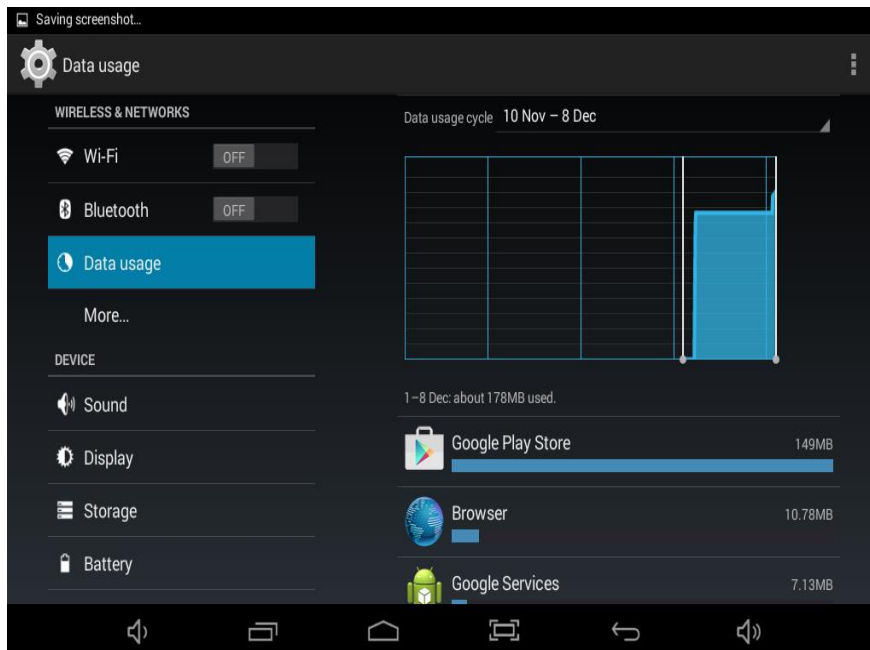 Saving screenshot...
Data usage
WIRELESS & NETWORKS
Wi-Fi OFF
Bluetooth OFF
Data usage
More...
DEVICE
Sound
Display
Storage
Battery
Data usage cycle 10 Nov – 8 Dec
1–8 Dec: about 178MB used.
Google Play Store 149MB
Browser 10.78MB
Google Services 7.13MB